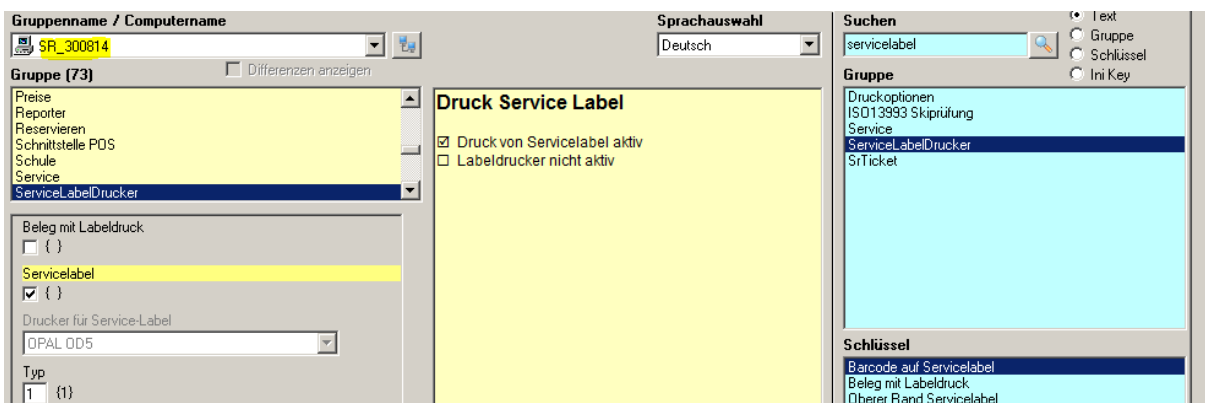 Gruppenname / Computername
SR_300814
Gruppe (73)
Differenzen anzeigen
Preise
Reporter
Reservieren
Schnittstelle POS
Schule
Service
ServiceLabelDrucker
Beleg mit Labeldruck
{ }
Servicelabel
{ }
Drucker für Service-Label
OPAL OD5
Typ
1 {1}
Sprachauswahl
Deutsch
Druck Service Label
Druck von Servicelabel aktiv
Labeldrucker nicht aktiv
Suchen
servicelabel
Text
Gruppe
Schlüssel
Ini Key
Gruppe
Druckoptionen
ISO13993 Skiprüfung
Service
ServiceLabelDrucker
SrTicket
Schlüssel
Barcode auf Servicelabel
Beleg mit Labeldruck
Oberer Rand Servicelabel